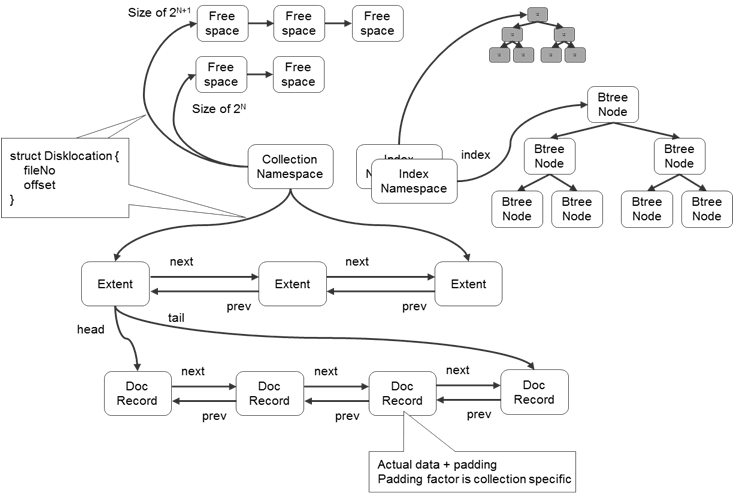 Size of 2N+1
Free space
Free space
Free space
Free space
Free space
Size of 2N
struct Disklocation {
fileNo
offset
}
Collection
Namespace
Index
N
Index
Namespace
index
Btree
Node
Btree
Node
Btree
Node
Btree
Node
Btree
Node
Btree
Node
Btree
Node
Extent
next
prev
Extent
next
prev
Extent
head
tail
Doc
Record
next
prev
Doc
Record
next
prev
Doc
Record
next
prev
Doc
Record
Actual data + padding
Padding factor is collection specific